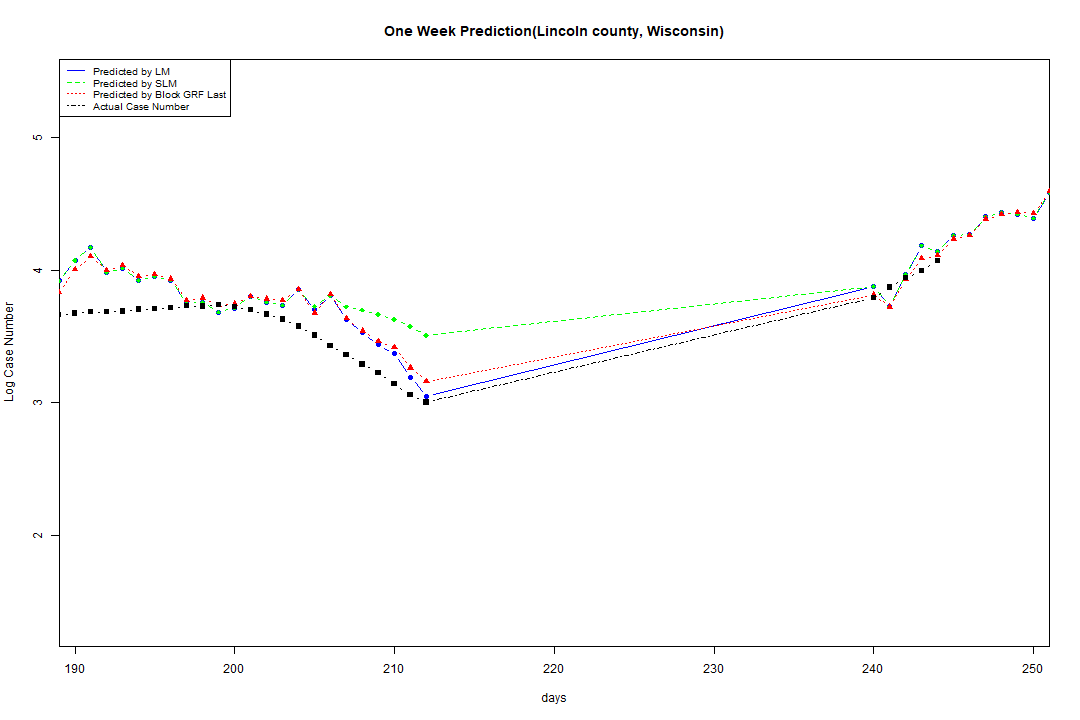 One Week Prediction(Lincoln county, Wisconsin)
Predicted by LM
Predicted by SLM
Predicted by Block GRF Last
Actual Case Number
5
4
3
2
Log Case Number
190 200 210 220 230 240 250
days